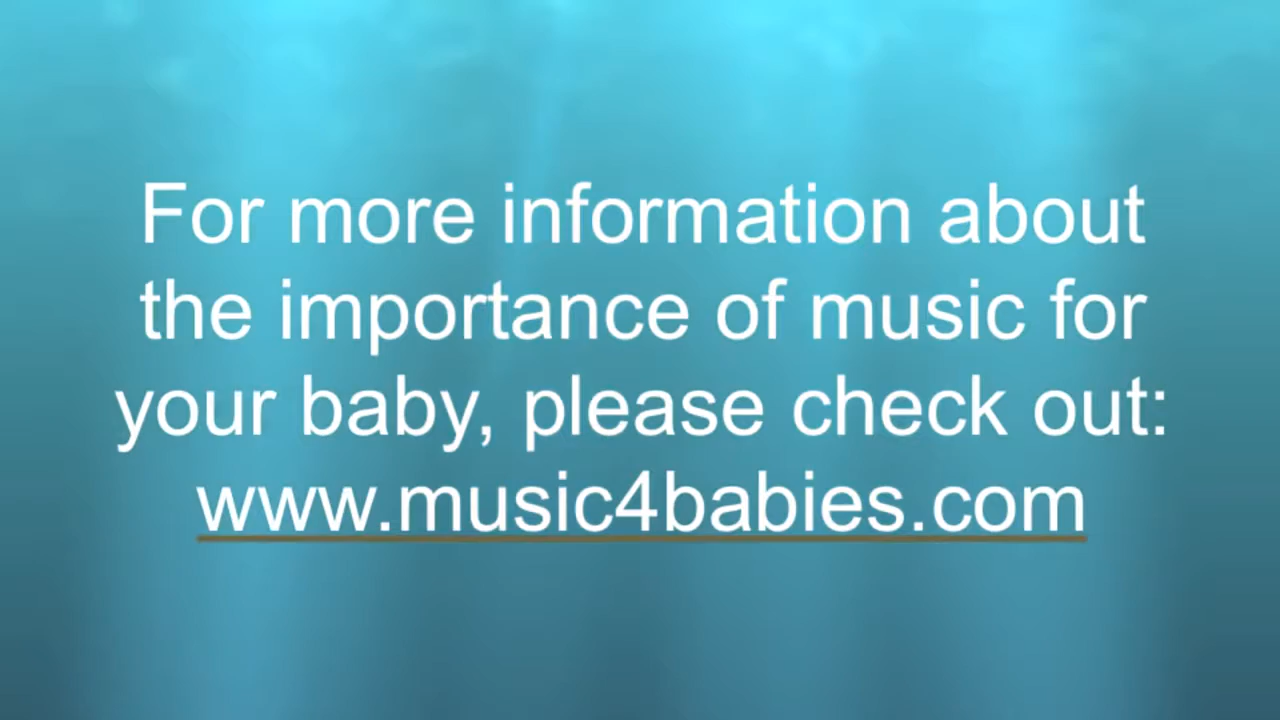 For more information about
the importance of music for
your baby, please check out:
www.music4babies.com